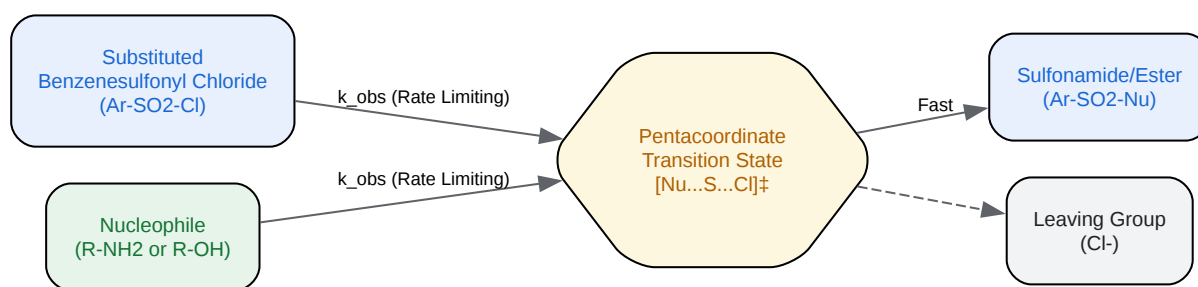 Substituted
Benzenesulfonyl Chloride
(Ar-SO2-Cl)
k_obs (Rate Limiting)
Nucleophile
(R-NH2 or R-OH)
k_obs (Rate Limiting)
Pentacoordinate
Transition State
[Nu...S...Cl]‡
Fast
Sulfonamide/Ester
(Ar-SO2-Nu)
Leaving Group
(Cl-)